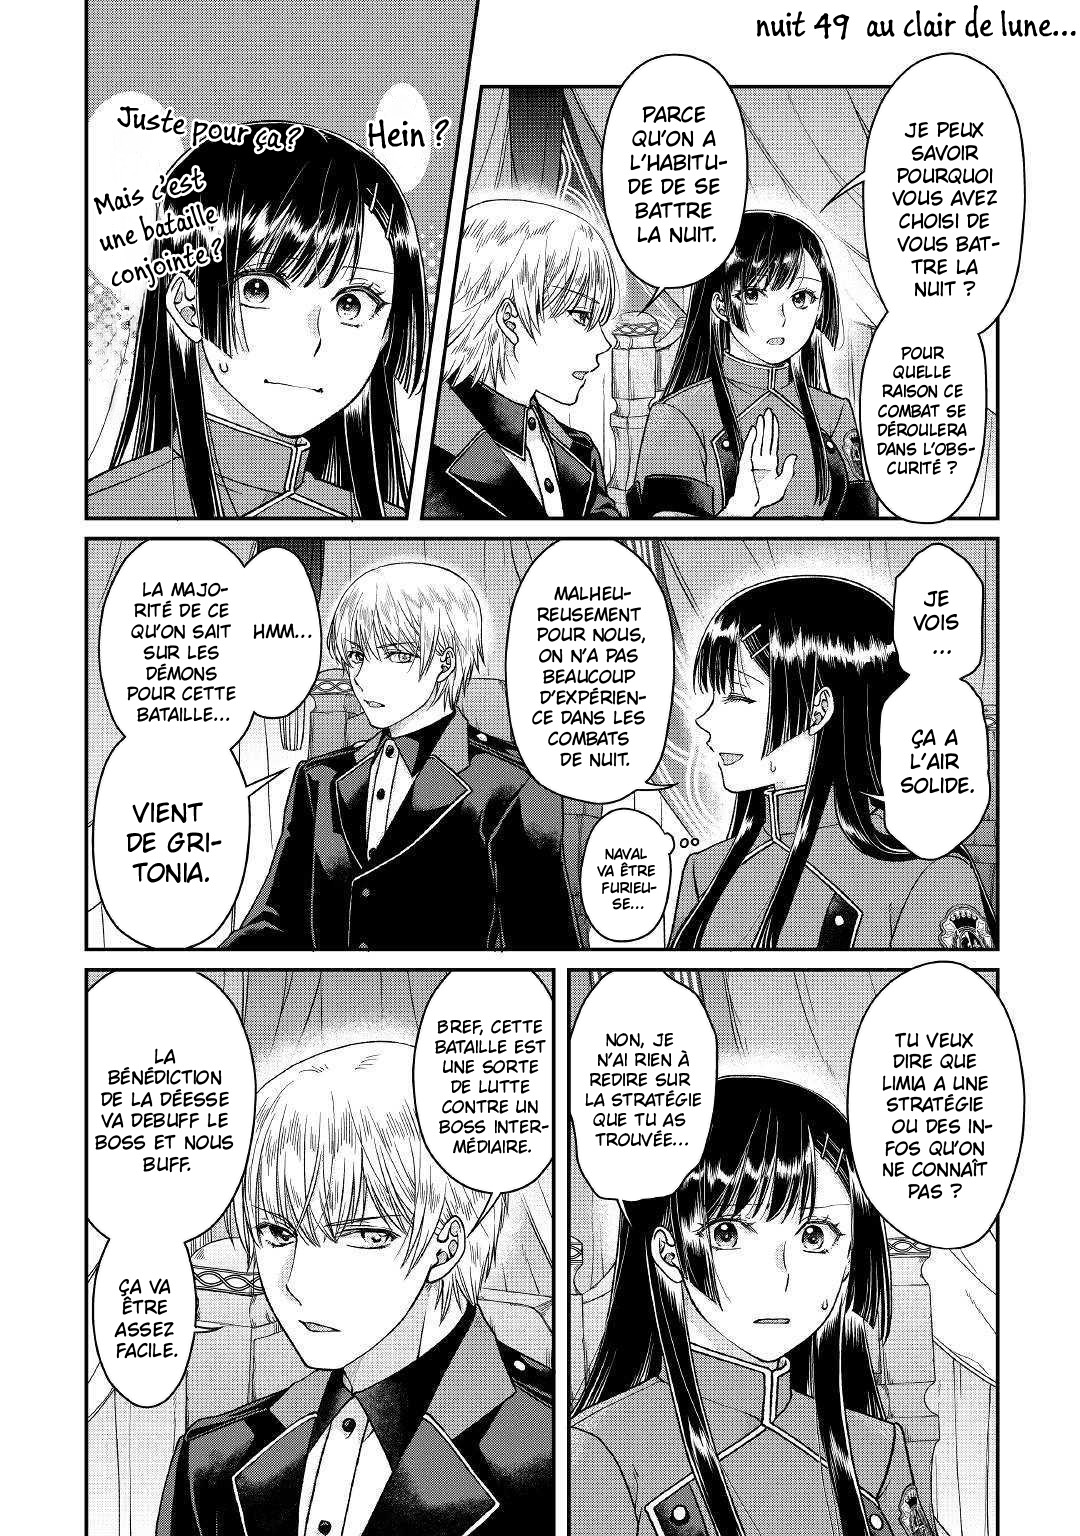 nuit 49 au clair de lune...
JE PEUX
SAVOIR
POURQUOI
VOUS AVEZ
CHOISI DE
VOUS BAT-
TRE LA
NUIT ?
POUR
QUELLE
RAISON CE
COMBAT SE
DÉROULERA
DANS L'OBS-
CURITÉ ?
PARCE
QU'ON A
L'HABITU-
DE DE SE
BATTRE
LA NUIT.
Hein ?
Juste pour ça ?
Mais c'est
une bataille
conjointe ?
JE
VOIS
...
ÇA A
L'AIR
SOLIDE.
MALHEU-
REUSEMENT
POUR NOUS,
ON N'A PAS
BEAUCOUP
D'EXPÉRIEN-
CE DANS LES
COMBATS
DE NUIT.
NAVAL
VA ÊTRE
FURIEU-
SE...
HMM...
LA MAJO-
RITÉ DE CE
QU'ON SAIT
SUR LES
DÉMONS
POUR CETTE
BATAILLE...
VIENT
DE GRI-
TONIA.
TU VEUX
DIRE QUE
LIMIA A UNE
STRATÉGIE
OU DES IN-
FOS QU'ON
NE CONNAÎT
PAS ?
NON, JE
N'AI RIEN À
REDIRE SUR
LA STRATÉGIE
QUE TU AS
TROUVÉE...
BREF, CETTE
BATAILLE EST
UNE SORTE
DE LUTTE
CONTRE UN
BOSS INTER-
MÉDIAIRE.
LA
BÉNÉDICTION
DE LA DÉESSE
VA DEBUFF LE
BOSS ET NOUS
BUFF.
ÇA VA
ÊTRE
ASSEZ
FACILE.